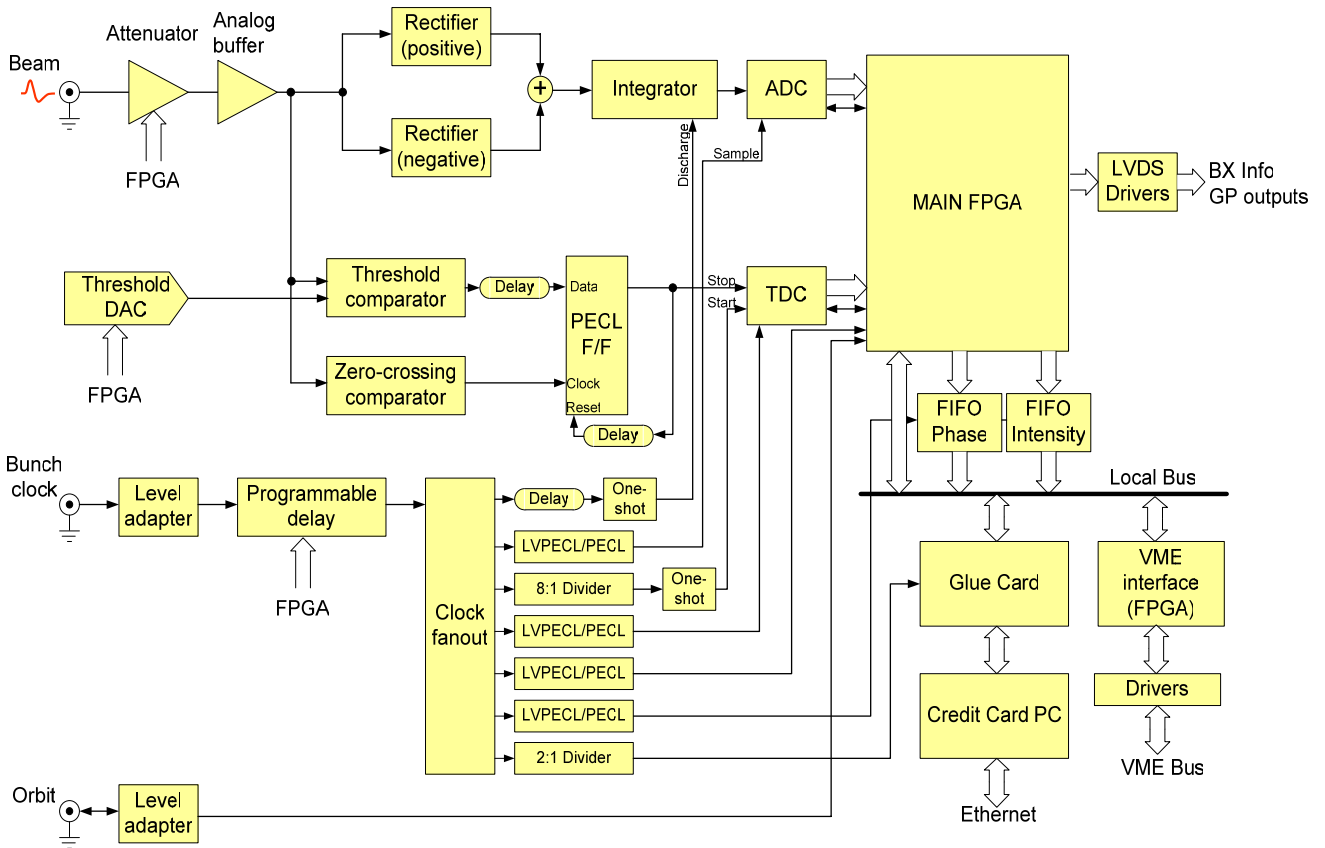 Beam
Attenuator
FPGA
Analog
buffer
Rectifier
(positive)
Rectifier
(negative)
+
Integrator
Discharge
Sample
ADC
MAIN FPGA
LVDS
Drivers
BX Info
GP outputs
Threshold
DAC
FPGA
Threshold
comparator
Delay
Zero-crossing
comparator
Data
PECL
F/F
Clock
Reset
Delay
Stop
Start
TDC
FIFO
Phase
FIFO
Intensity
Local Bus
Bunch
clock
Level
adapter
Programmable
delay
FPGA
Clock
fanout
Delay
One-
shot
LVPECL/PECL
8:1 Divider
One-
shot
LVPECL/PECL
LVPECL/PECL
LVPECL/PECL
2:1 Divider
Glue Card
Credit Card PC
Ethernet
VME
interface
(FPGA)
Drivers
VME Bus
Orbit
Level
adapter